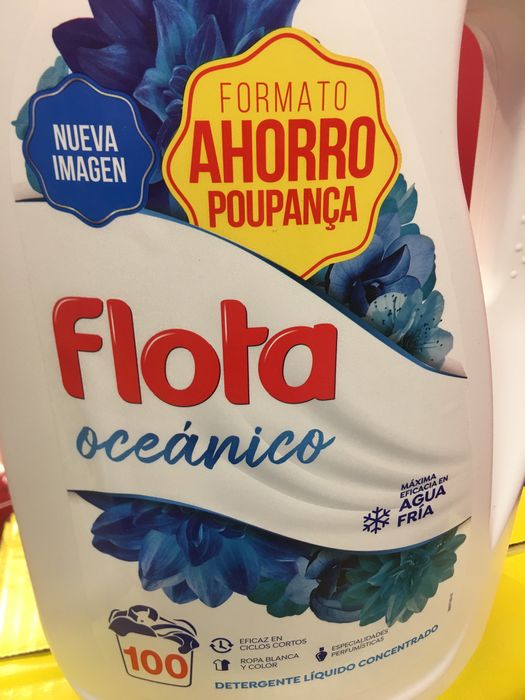 NUEVA
IMAGEN
FORMATO
AHORRO
POUPANÇA
Flota
oceánico
MÁXIMA
EFICACIA EN
AGUA
FRÍA
100
EFICAZ EN
CICLOS CORTOS
ROPA BLANCA
Y COLOR
ESPECIALIDADES
PERFUMÍSTICAS
DETERGENTE LÍQUIDO CONCENTRADO